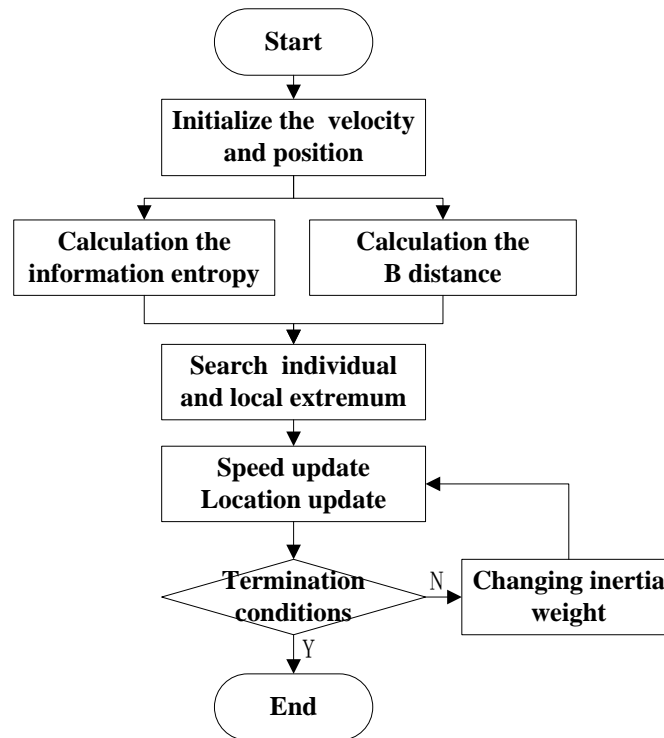 Start
Initialize the velocity
and position
Calculation the
information entropy
Calculation the
B distance
Search individual
and local extremum
Speed update
Location update
Termination
conditions
N
Changing inertia
weight
Y
End